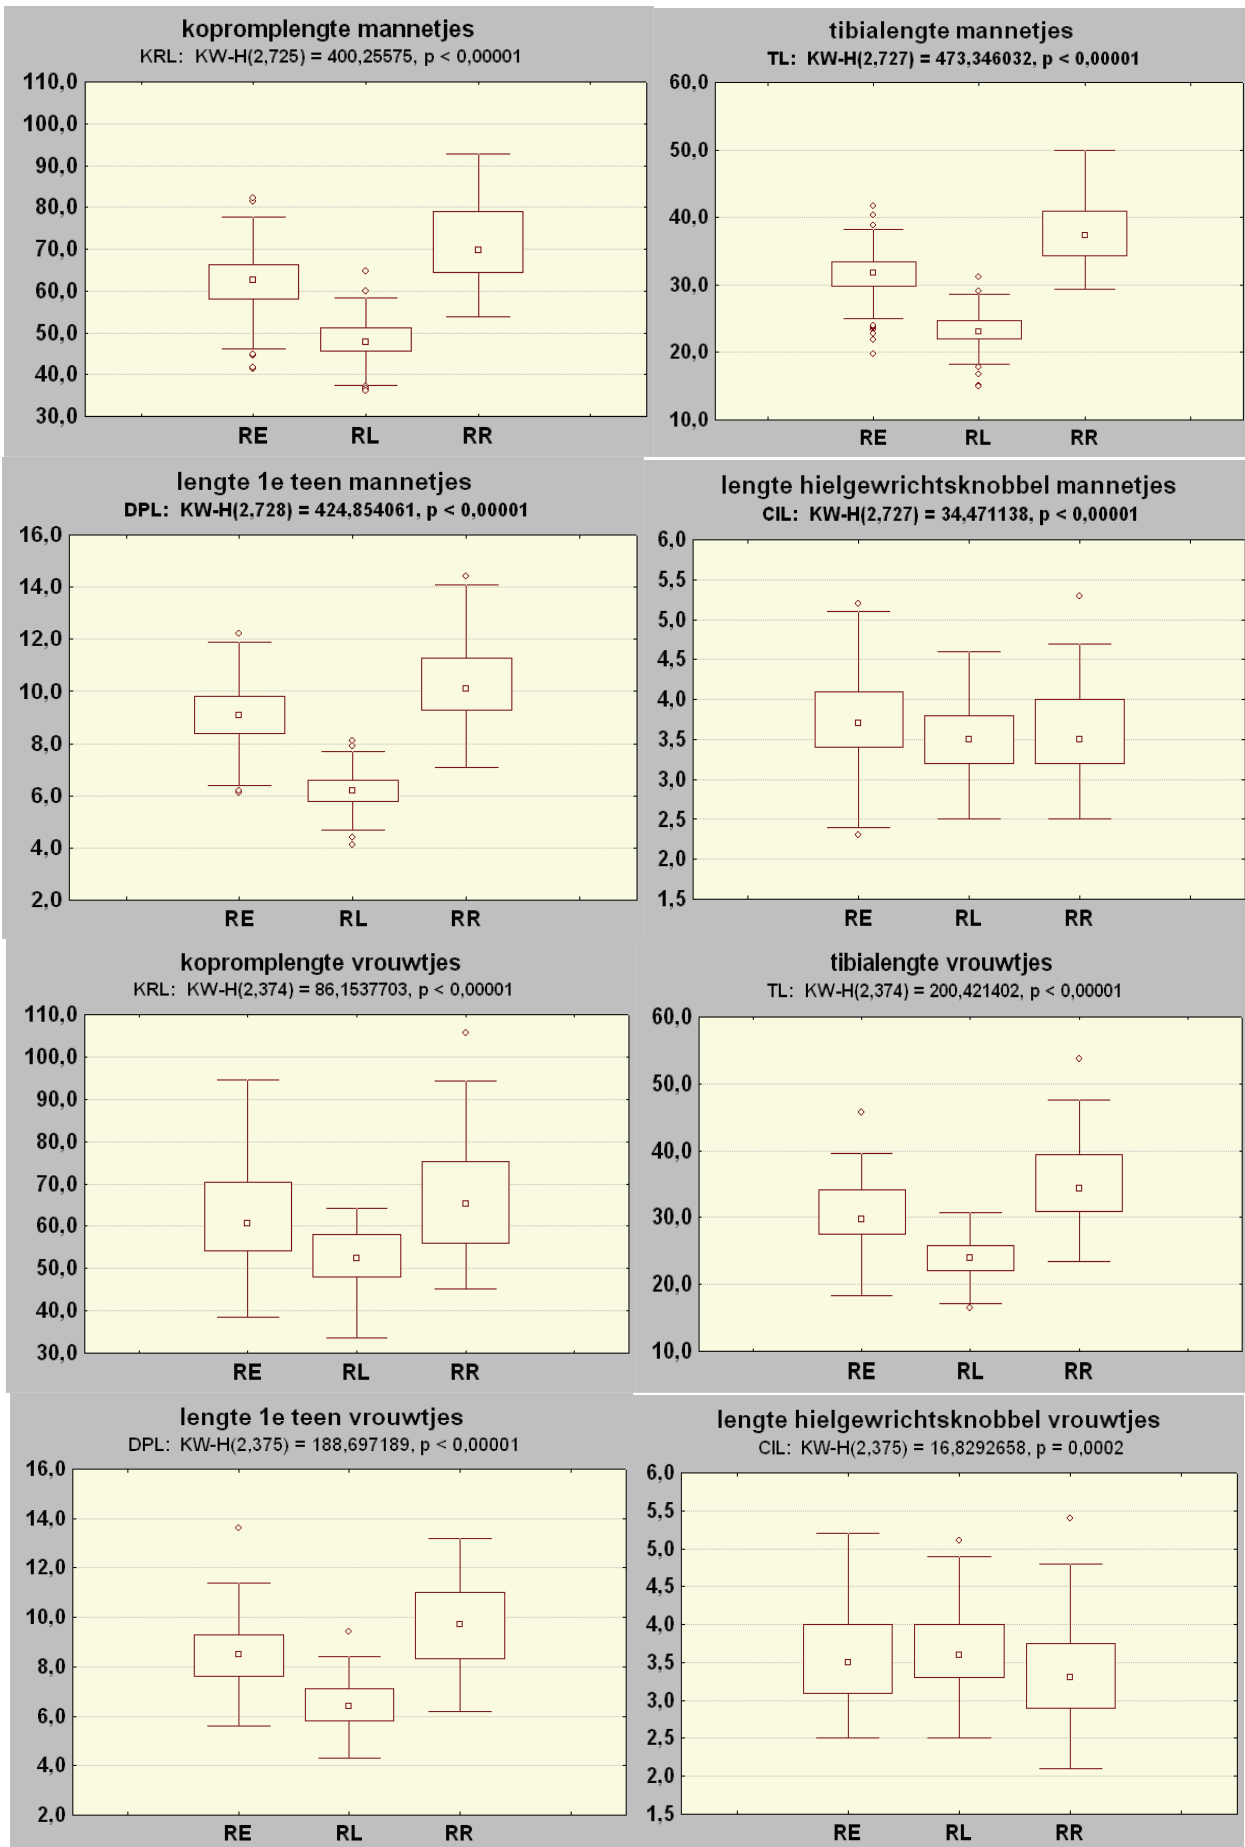 kopromplengte mannetjes
KRL: KW-H(2,725) = 400,25575, p < 0,00001
110,0
100,0
90,0
80,0
70,0
60,0
50,0
40,0
30,0
RE RL RR
tibialengte mannetjes
TL: KW-H(2,727) = 473,346032, p < 0,00001
60,0
50,0
40,0
30,0
20,0
10,0
RE RL RR
lengte 1e teen mannetjes
DPL: KW-H(2,728) = 424,854061, p < 0,00001
16,0
14,0
12,0
10,0
8,0
6,0
4,0
2,0
RE RL RR
lengte hielgewrichtsknobbel mannetjes
CIL: KW-H(2,727) = 34,471138, p < 0,00001
6,0
5,5
5,0
4,5
4,0
3,5
3,0
2,5
2,0
1,5
RE RL RR
kopromplengte vrouwtjes
KRL: KW-H(2,374) = 86,1537703, p < 0,00001
110,0
100,0
90,0
80,0
70,0
60,0
50,0
40,0
30,0
RE RL RR
tibialengte vrouwtjes
TL: KW-H(2,374) = 200,421402, p < 0,00001
60,0
50,0
40,0
30,0
20,0
10,0
RE RL RR
lengte 1e teen vrouwtjes
DPL: KW-H(2,375) = 188,697189, p < 0,00001
16,0
14,0
12,0
10,0
8,0
6,0
4,0
2,0
RE RL RR
lengte hielgewrichtsknobbel vrouwtjes
CIL: KW-H(2,375) = 16,8292658, p = 0,0002
6,0
5,5
5,0
4,5
4,0
3,5
3,0
2,5
2,0
1,5
RE RL RR